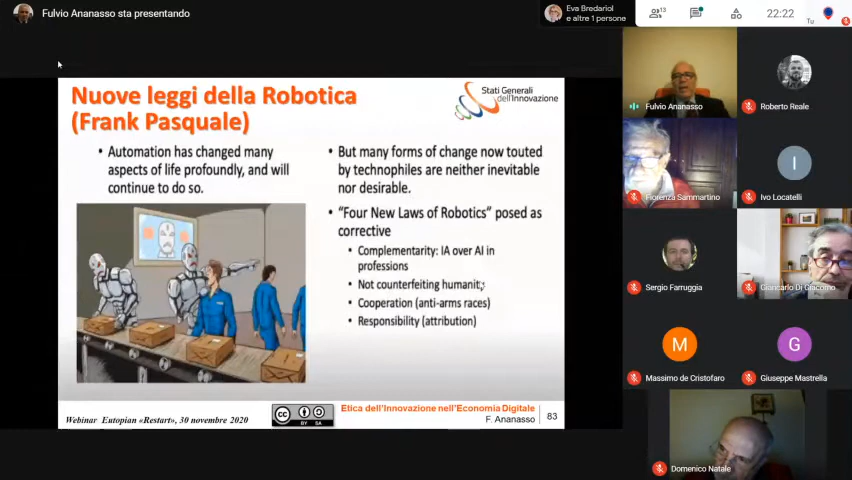 Fulvio Ananasso sta presentando
Eva Bredariol
e altre 1 persone
13
22:22
Tu
Nuove leggi della Robotica
(Frank Pasquale)
Stati Generali
dell'Innovazione
• Automation has changed many
aspects of life profoundly, and will
continue to do so.
• But many forms of change now touted
by technophiles are neither inevitable
nor desirable.
• “Four New Laws of Robotics” posed as
corrective
• Complementarity: IA over AI in
professions
• Not counterfeiting humanity
• Cooperation (anti-arms races)
• Responsibility (attribution)
Webinar Eutopian «Restart», 30 novembre 2020
cc
BY SA
Etica dell'Innovazione nell'Economia Digitale
F. Ananasso
83
Fulvio Ananasso
Roberto Reale
Fiorenza Sammartino
I
Ivo Locatelli
Sergio Farruggia
Giancarlo Di Giacomo
M
Massimo de Cristofaro
G
Giuseppe Mastrella
Domenico Natale